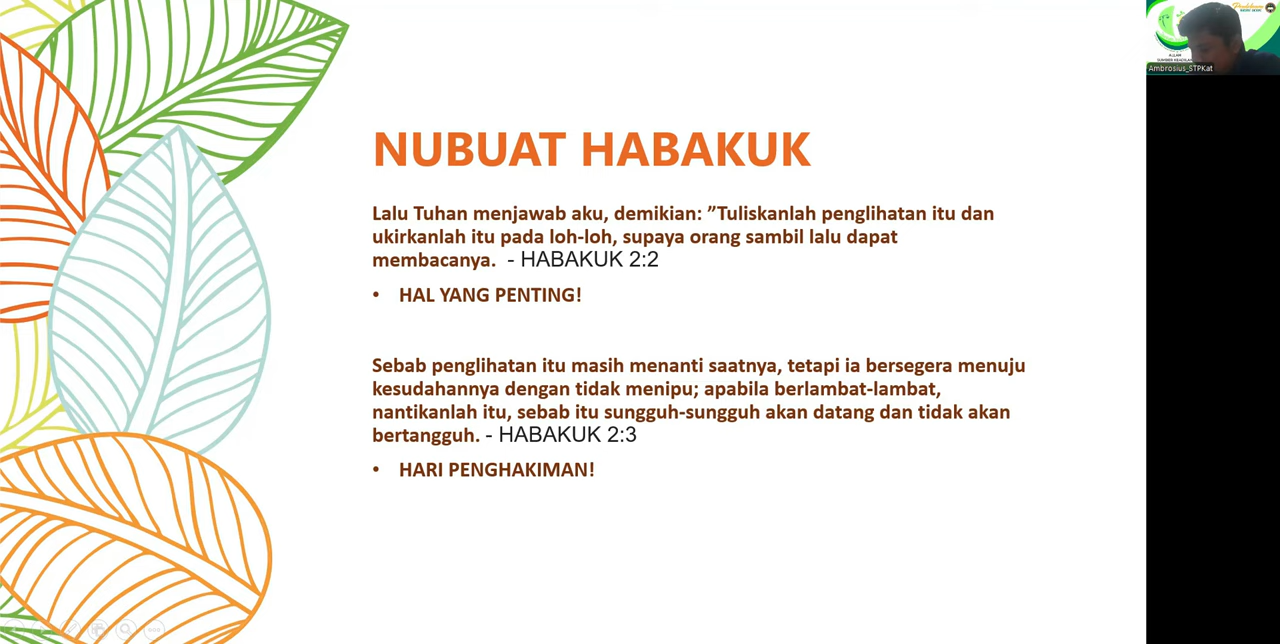 NUBUAT HABAKUK
Lalu Tuhan menjawab aku, demikian: ”Tuliskanlah penglihatan itu dan
ukirkanlah itu pada loh-loh, supaya orang sambil lalu dapat
membacanya.  - HABAKUK 2:2
• HAL YANG PENTING!
Sebab penglihatan itu masih menanti saatnya, tetapi ia bersegera menuju
kesudahannya dengan tidak menipu; apabila berlambat-lambat,
nantikanlah itu, sebab itu sungguh-sungguh akan datang dan tidak akan
bertangguh. - HABAKUK 2:3
• HARI PENGHAKIMAN!
ALLAH
SUMBER KEADILAN
Ambrosius_STPKat